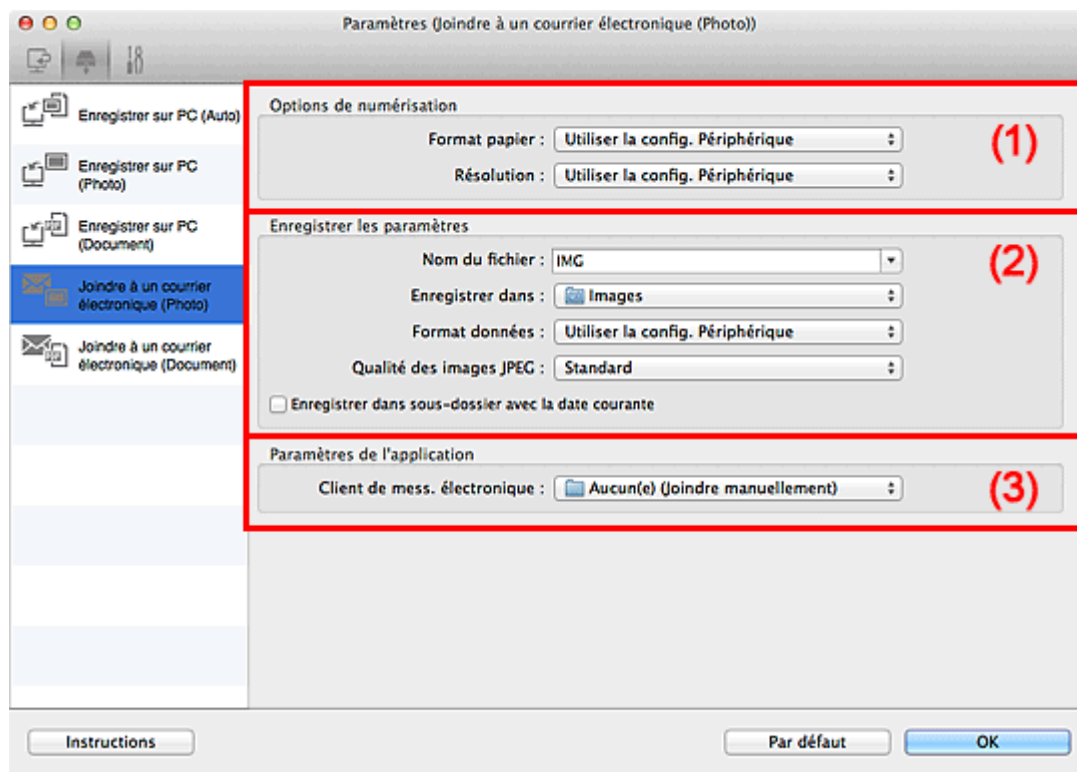 Paramètres (Joindre à un courrier électronique (Photo))
Enregistrer sur PC (Auto)
Enregistrer sur PC
(Photo)
Enregistrer sur PC
(Document)
Joindre à un courrier
électronique (Photo)
Joindre à un courrier
électronique (Document)
Options de numérisation
(1)
Format papier : Utiliser la config. Périphérique
Résolution : Utiliser la config. Périphérique
Enregistrer les paramètres
(2)
Nom du fichier : IMG
Enregistrer dans : Images
Format données : Utiliser la config. Périphérique
Qualité des images JPEG : Standard
Enregistrer dans sous-dossier avec la date courante
Paramètres de l'application
(3)
Client de mess. électronique : Aucun(e) (Joindre manuellement)
Instructions
Par défaut
OK